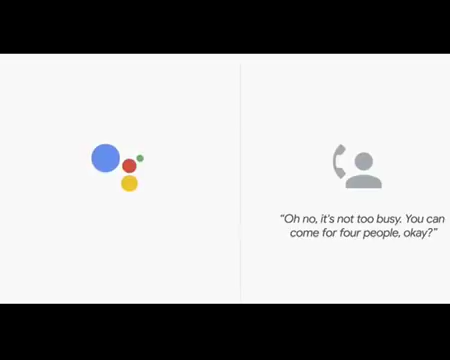 “Oh no, it's not too busy. You can
come for four people, okay?”